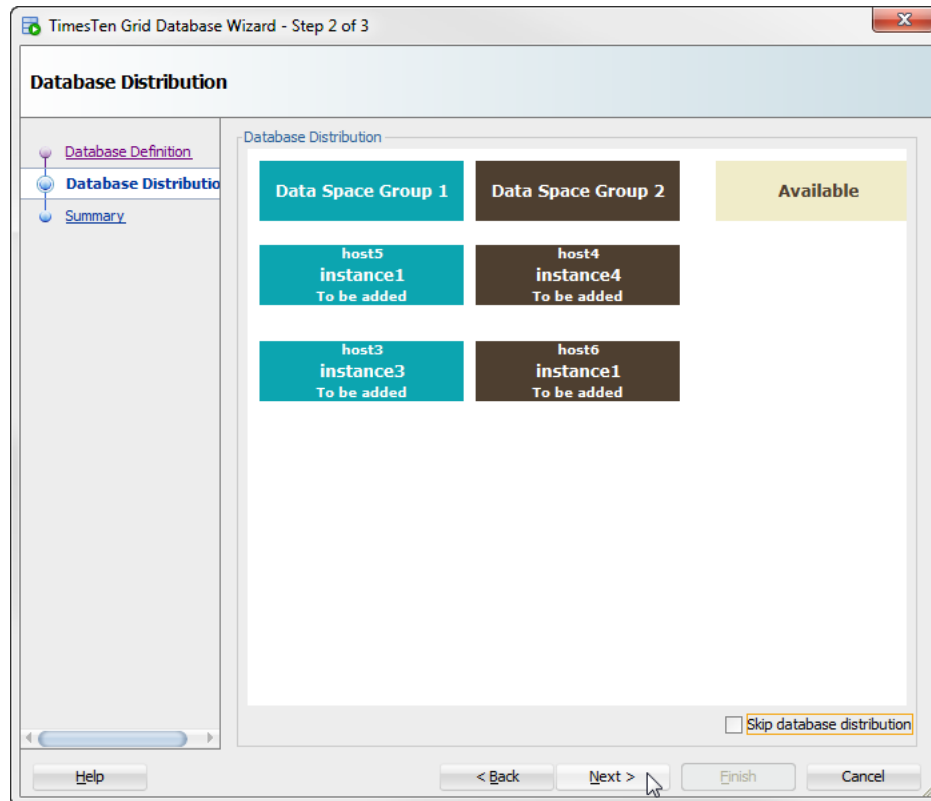 TimesTen Grid Database Wizard - Step 2 of 3
Database Distribution
Database Definition
Database Distributio
Summary
Database Distribution
Data Space Group 1
Data Space Group 2
Available
host5
instance1
To be added
host4
instance4
To be added
host3
instance3
To be added
host6
instance1
To be added
Skip database distribution
Help
< Back
Next >
Finish
Cancel